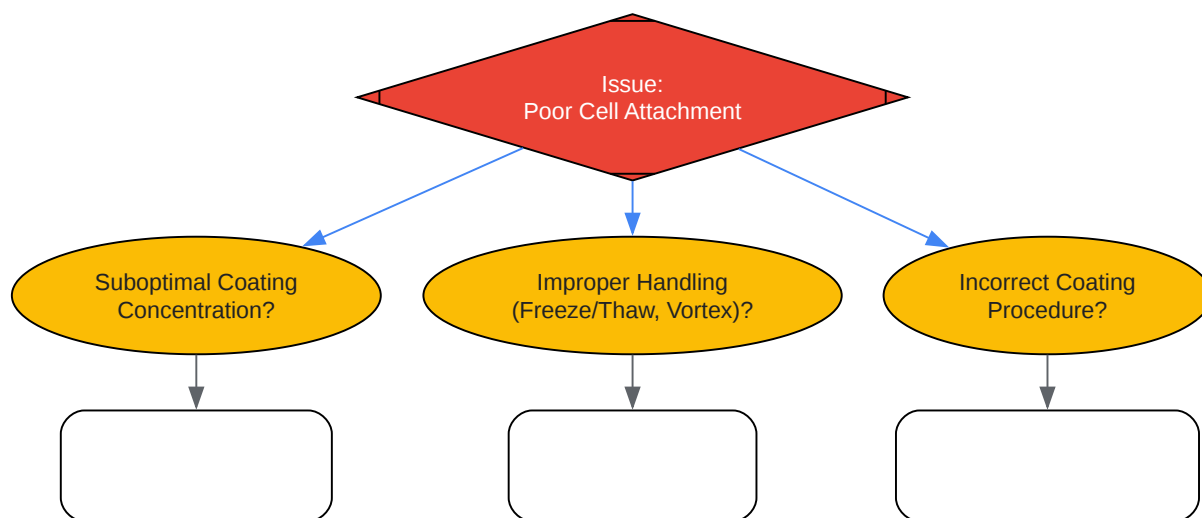 Issue:
Poor Cell Attachment
Suboptimal Coating
Concentration?
Improper Handling
(Freeze/Thaw, Vortex)?
Incorrect Coating
Procedure?